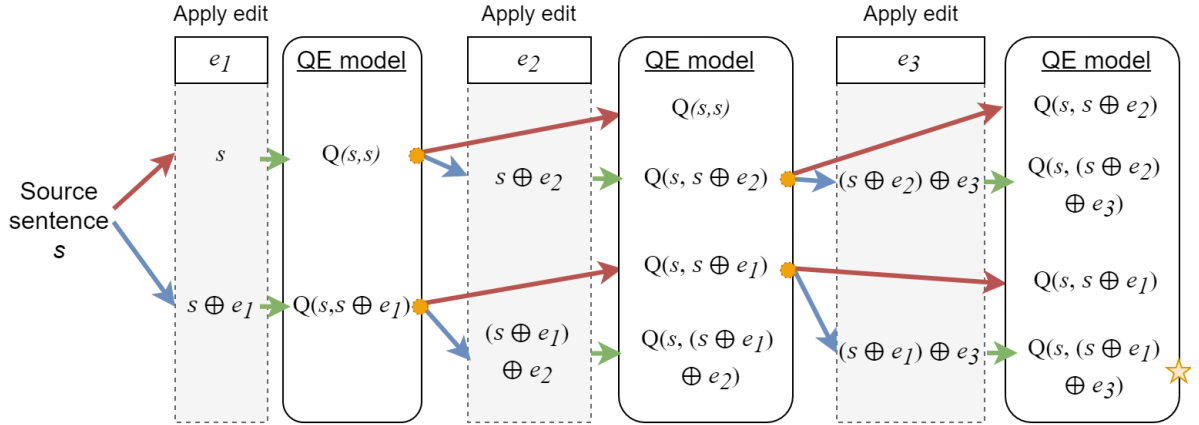 Apply edit
e1
QE model
Apply edit
e2
QE model
Apply edit
e3
QE model
Source
sentence
s
s
Q(s,s)
s ⊕ e1
Q(s,s ⊕ e1)
s ⊕ e2
(s ⊕ e1)
⊕ e2
Q(s,s)
Q(s, s ⊕ e2)
Q(s, s ⊕ e1)
Q(s, (s ⊕ e1)
⊕ e2)
(s ⊕ e2) ⊕ e3
(s ⊕ e1) ⊕ e3
Q(s, s ⊕ e2)
Q(s, (s ⊕ e2)
⊕ e3)
Q(s, s ⊕ e1)
Q(s, (s ⊕ e1)
⊕ e3)